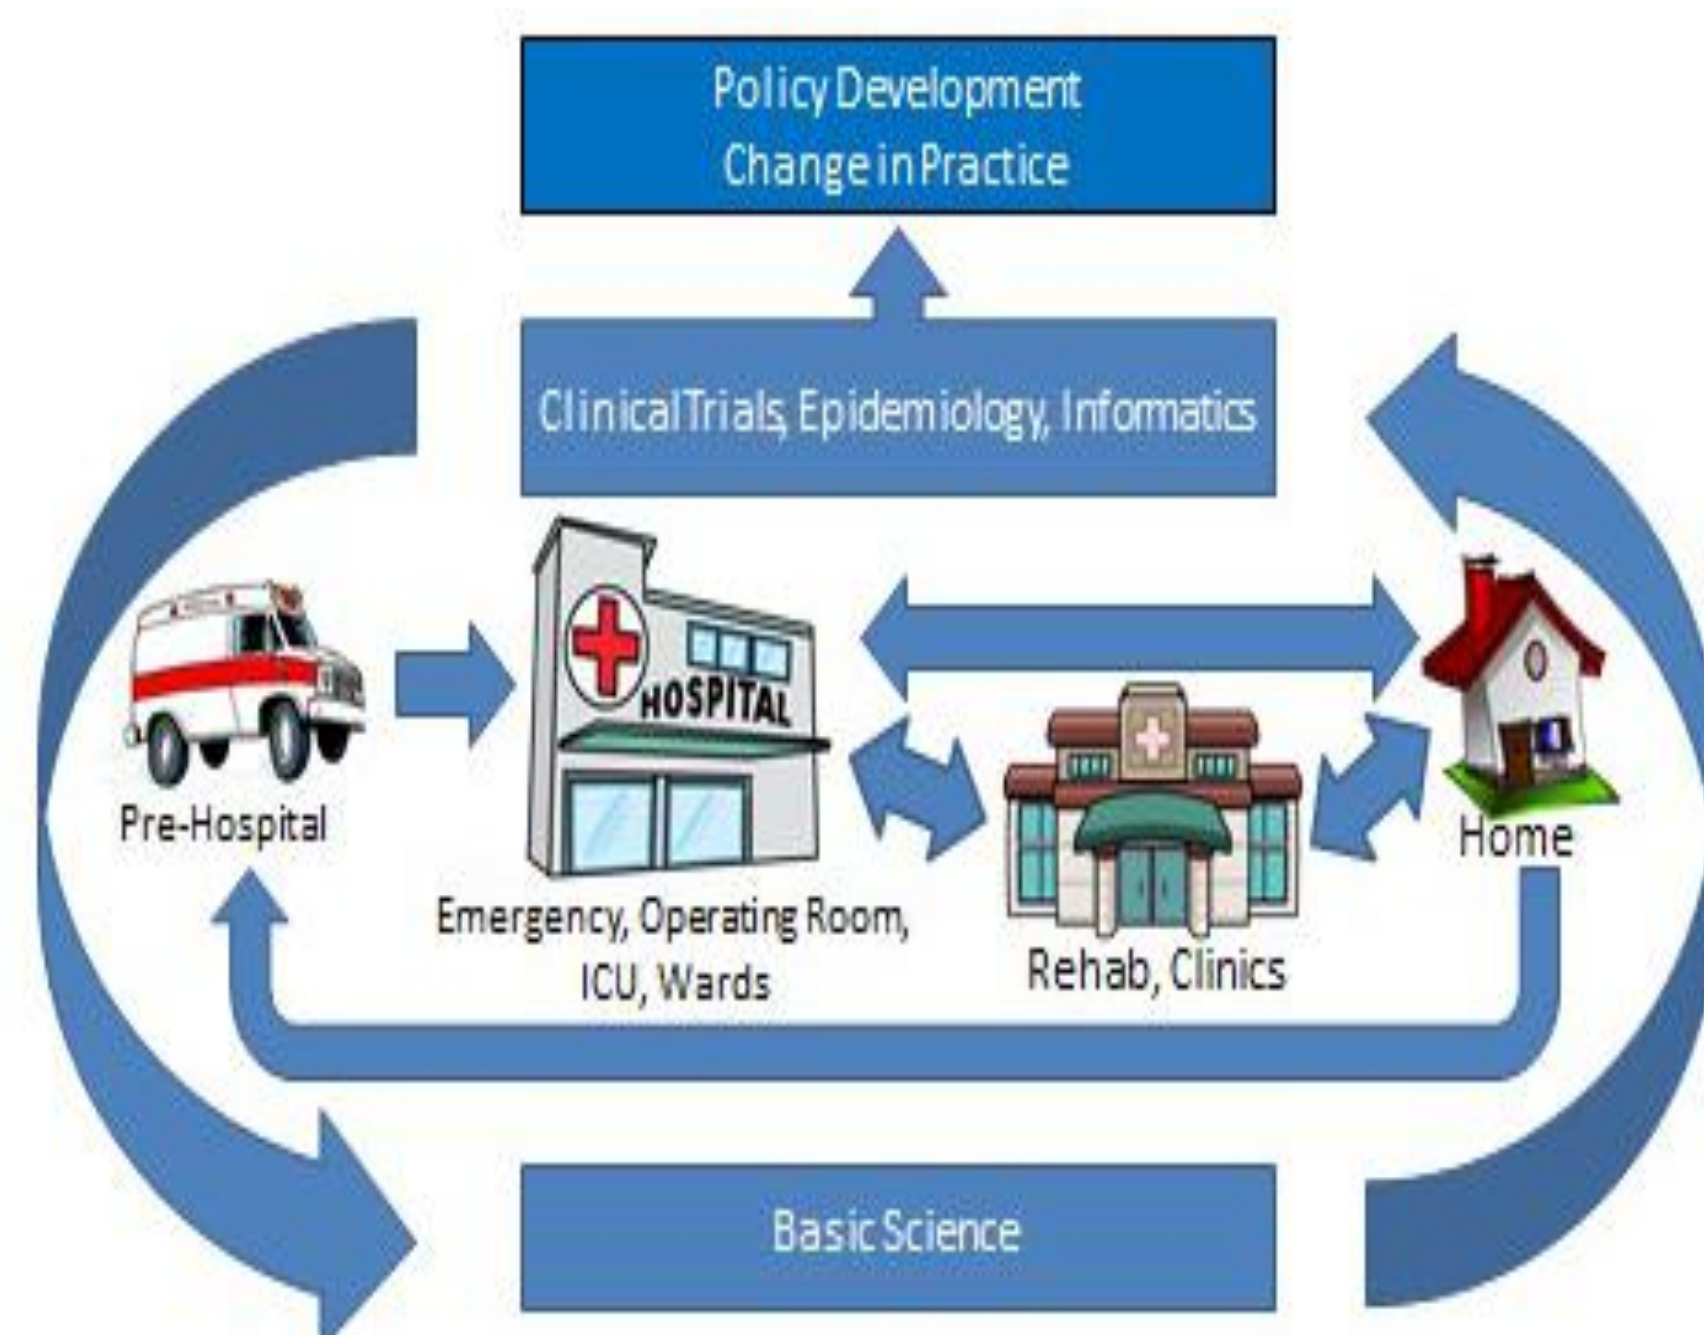 Policy Development
Change in Practice
Clinical Trials, Epidemiology, Informatics
HOSPITAL
Pre-Hospital
Home
Emergency, Operating Room,
ICU, Wards
Rehab, Clinics
Basic Science